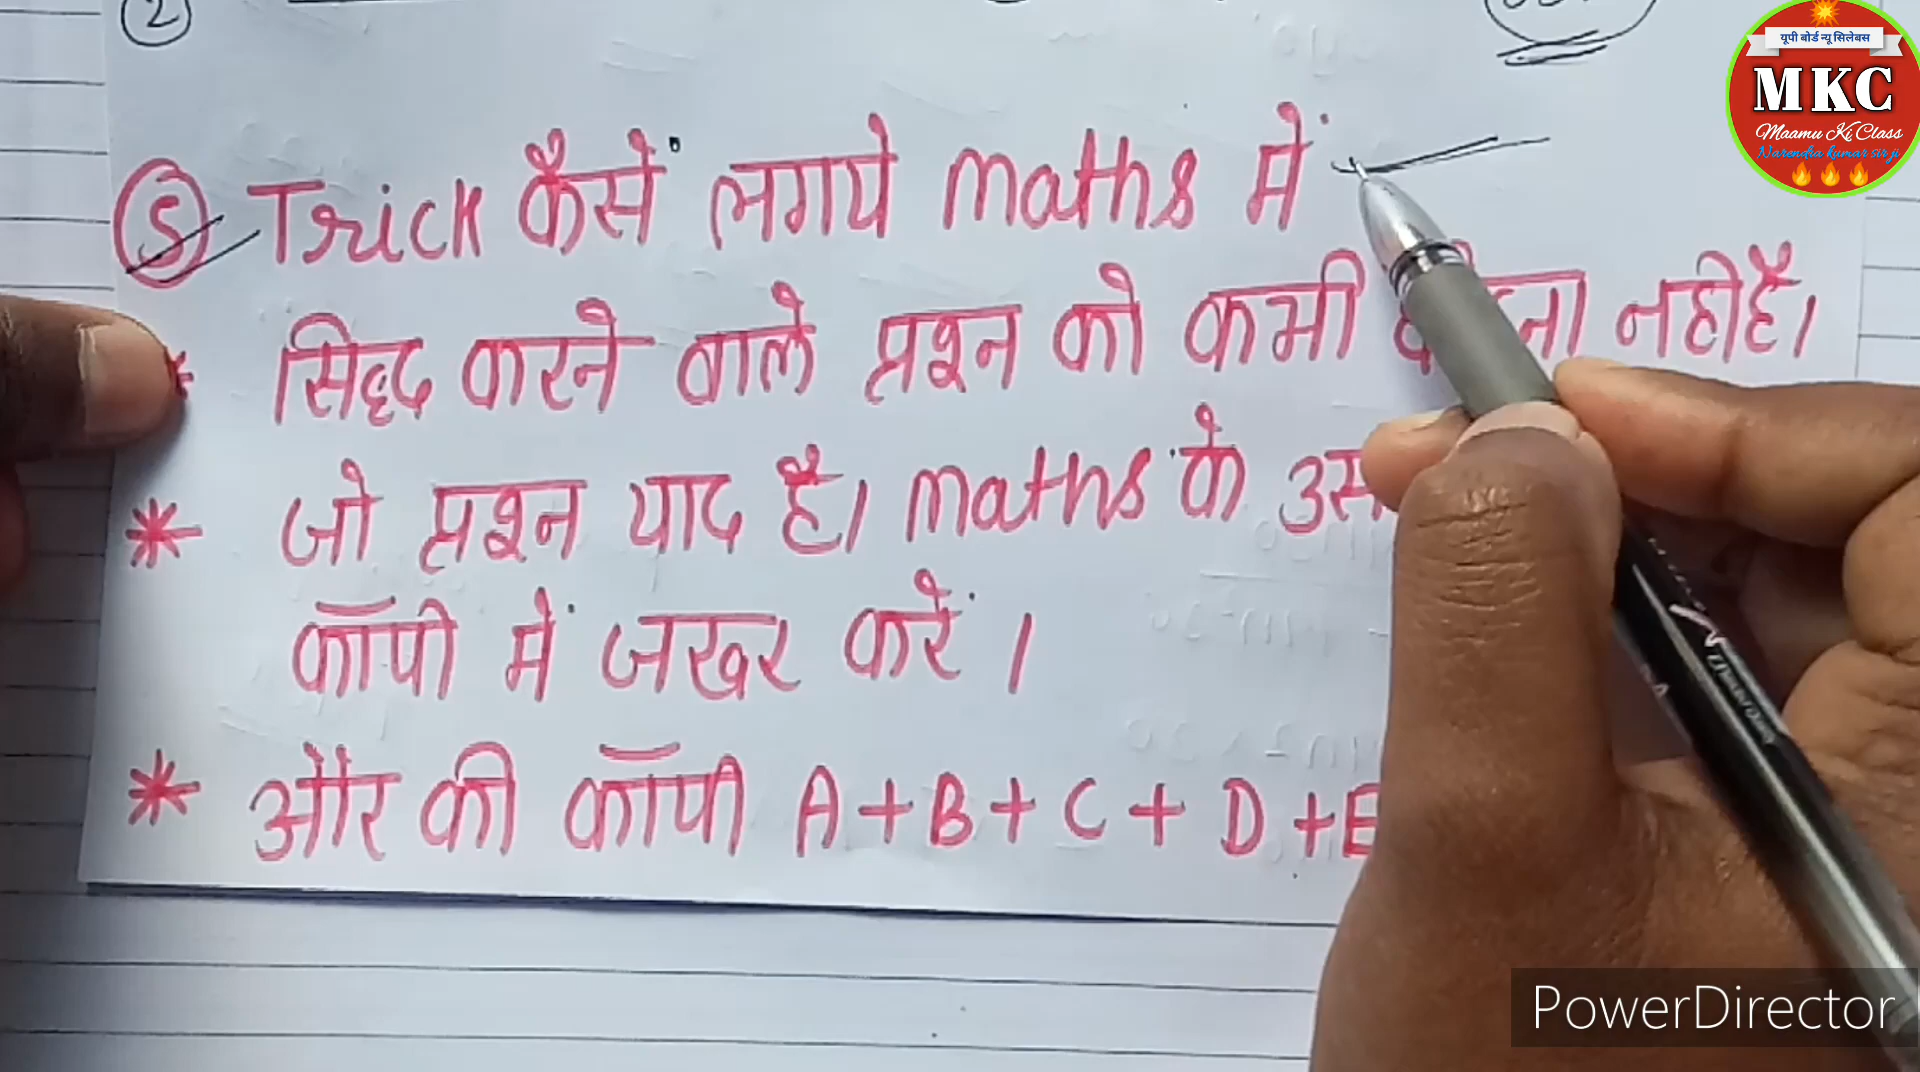 2
यूपी बोर्ड न्यू सिलेबस
MKC
Maamu Ki Class
Narendra kumar sir ji
5 Trick कैसें लगाये maths में
* सिद्ध करने वाले प्रश्न को कभी नही है।
* जो प्रश्न याद है। maths के उस
कॉपी में जरूर करें ।
* और की कॉपी A+B+C+D+E
PowerDirector